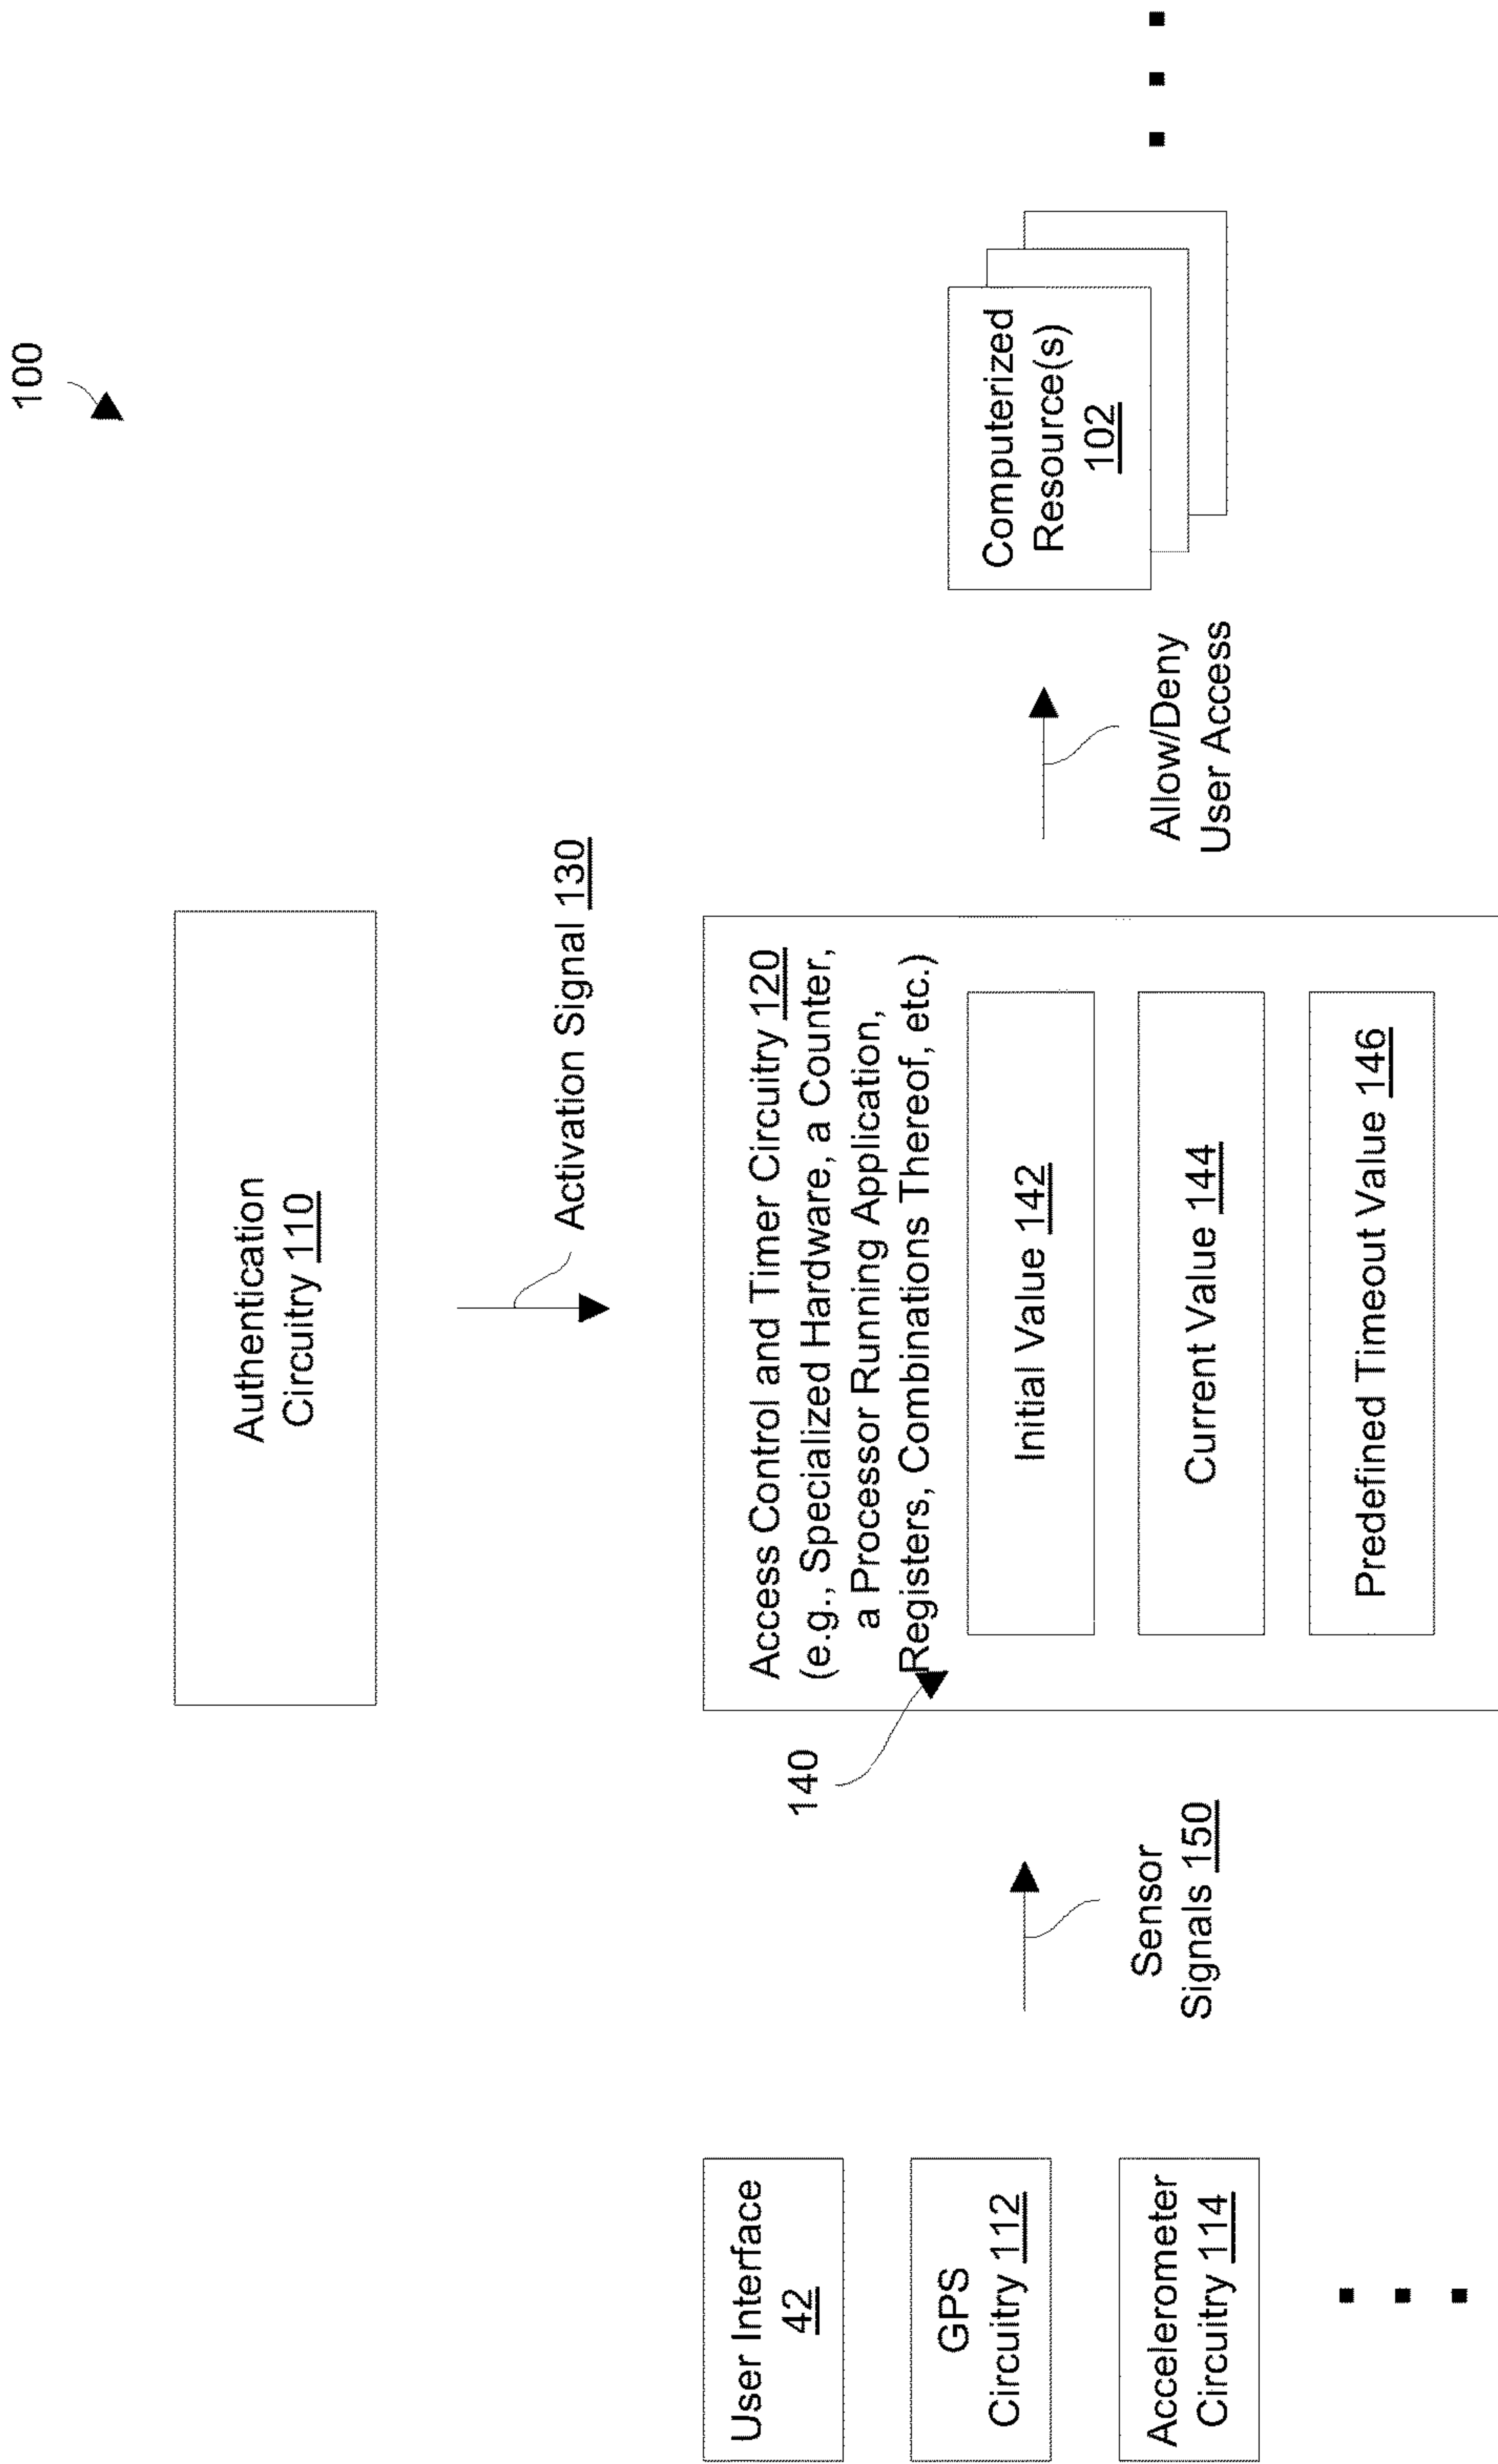 100
Authentication
Circuitry 110
Activation Signal 130
User Interface
42
GPS
Circuitry 112
Accelerometer
Circuitry 114
Sensor
Signals 150
140
Access Control and Timer Circuitry 120
(e.g., Specialized Hardware, a Counter,
a Processor Running Application,
Registers, Combinations Thereof, etc.)
Initial Value 142
Current Value 144
Predefined Timeout Value 146
Allow/Deny
User Access
Computerized
Resource(s)
102